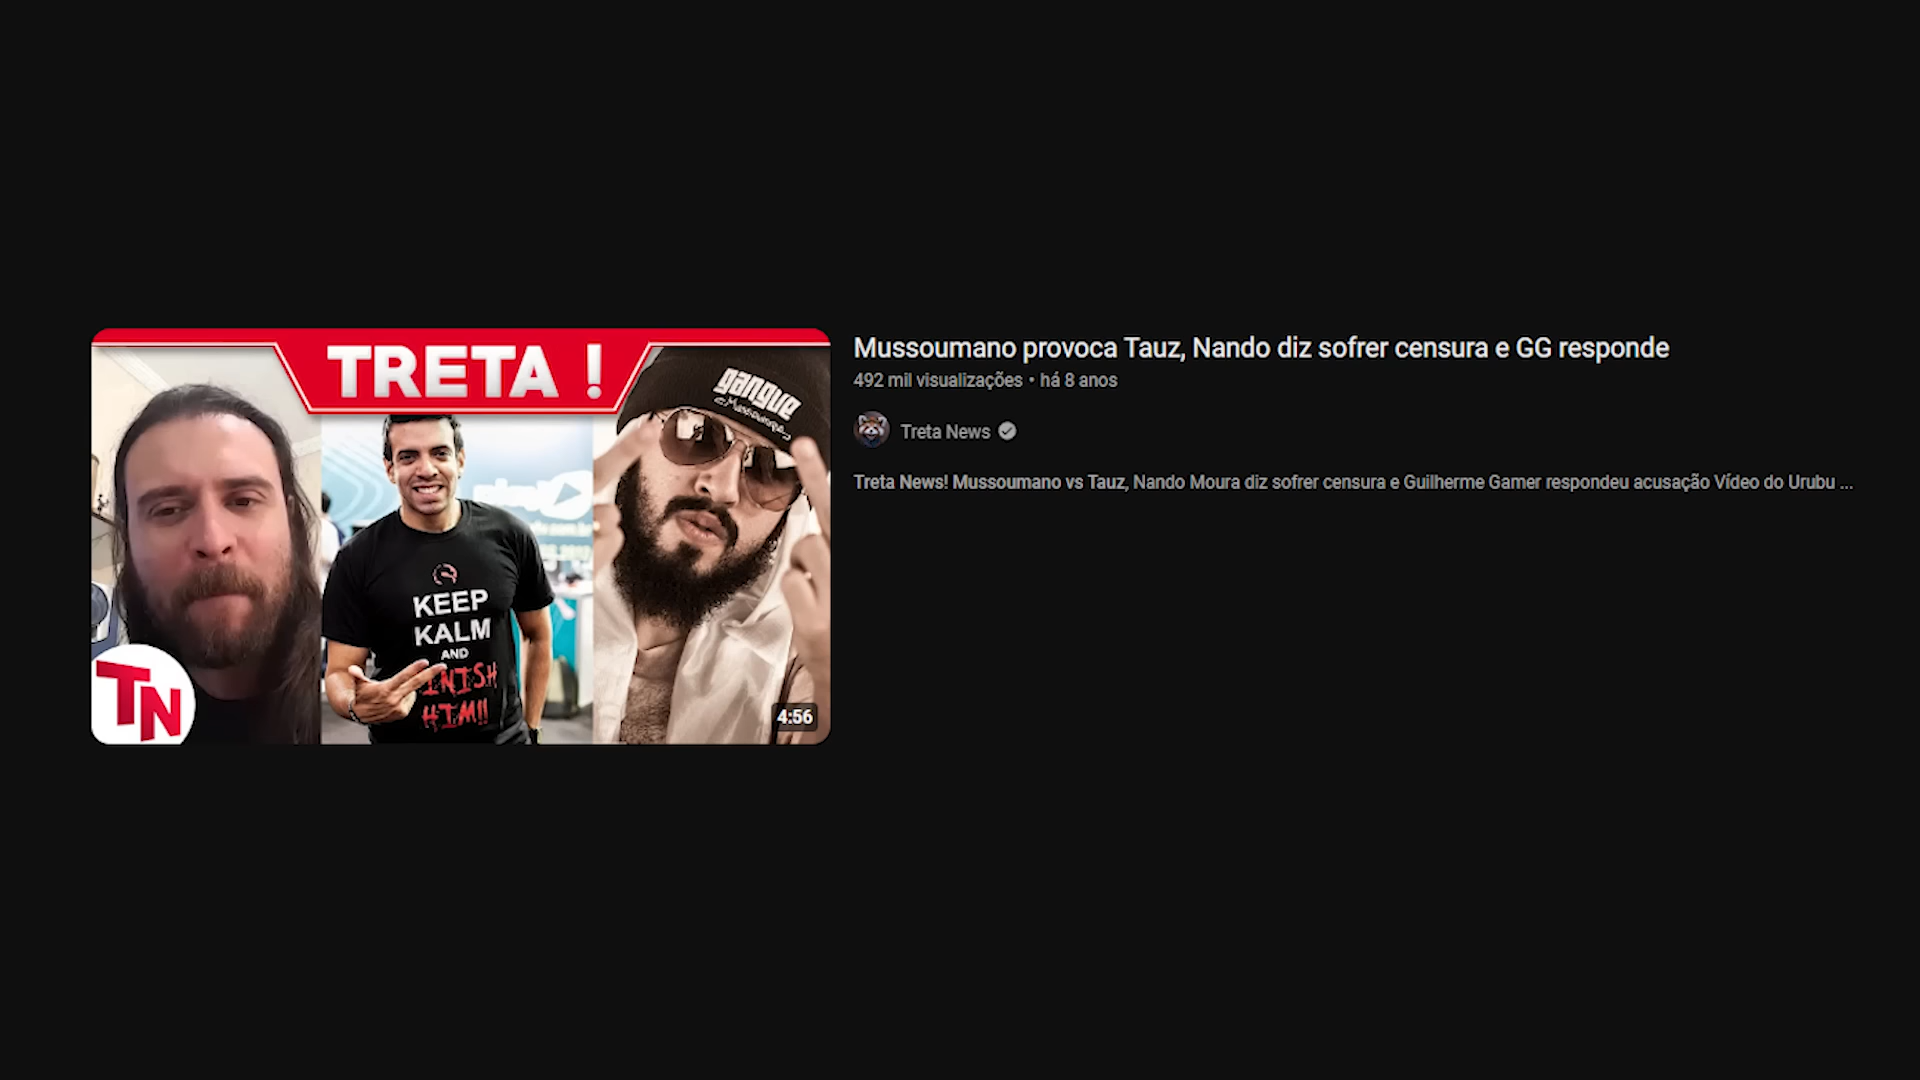 TRETA !
gangue
Mussoumano
KEEP
KALM
AND
FINISH
HIM!!
TN
4:56
Mussoumano provoca Tauz, Nando diz sofrer censura e GG responde
492 mil visualizações • há 8 anos
Treta News
Treta News! Mussoumano vs Tauz, Nando Moura diz sofrer censura e Guilherme Gamer respondeu acusação Vídeo do Urubu ...